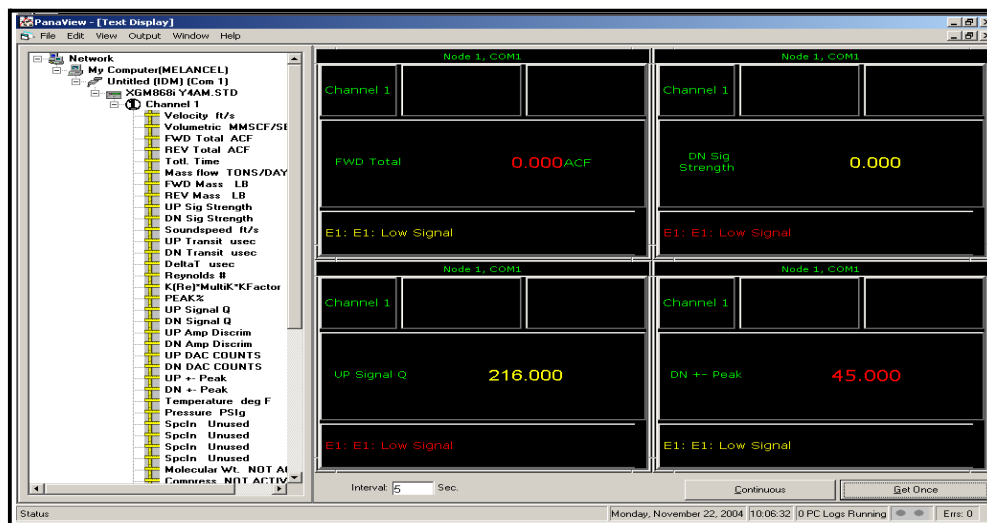 PanaView - [Text Display]
File Edit View Output Window Help
Network
My Computer(MELANCEL)
Untitled (IDM) (Com 1)
XGM868i Y4AM.STD
Channel 1
Velocity ft/s
Volumetric MMSCF/SE
FWD Total ACF
REV Total ACF
Totl. Time
Mass flow TONS/DAY
FWD Mass LB
REV Mass LB
UP Sig Strength
DN Sig Strength
Soundspeed ft/s
UP Transit usec
DN Transit usec
DeltaT usec
Reynolds #
K(Re)*MultiK*KFactor
PEAK%
UP Signal Q
DN Signal Q
UP Amp Discrim
DN Amp Discrim
UP DAC COUNTS
DN DAC COUNTS
UP +- Peak
DN +- Peak
Temperature deg F
Pressure PSIg
SpcIn Unused
SpcIn Unused
SpcIn Unused
SpcIn Unused
Molecular Wt. NOT A
Compress NOT ACTIV
Node 1, COM1
Channel 1
FWD Total 0.000 ACF
E1: E1: Low Signal
Node 1, COM1
Channel 1
DN Sig Strength 0.000
E1: E1: Low Signal
Node 1, COM1
Channel 1
UP Signal Q 216.000
E1: E1: Low Signal
Node 1, COM1
Channel 1
DN +- Peak 45.000
E1: E1: Low Signal
Interval: 5 Sec.
Continuous
Get Once
Status
Monday, November 22, 2004 10:06:32 0 PC Logs Running Errs: 0